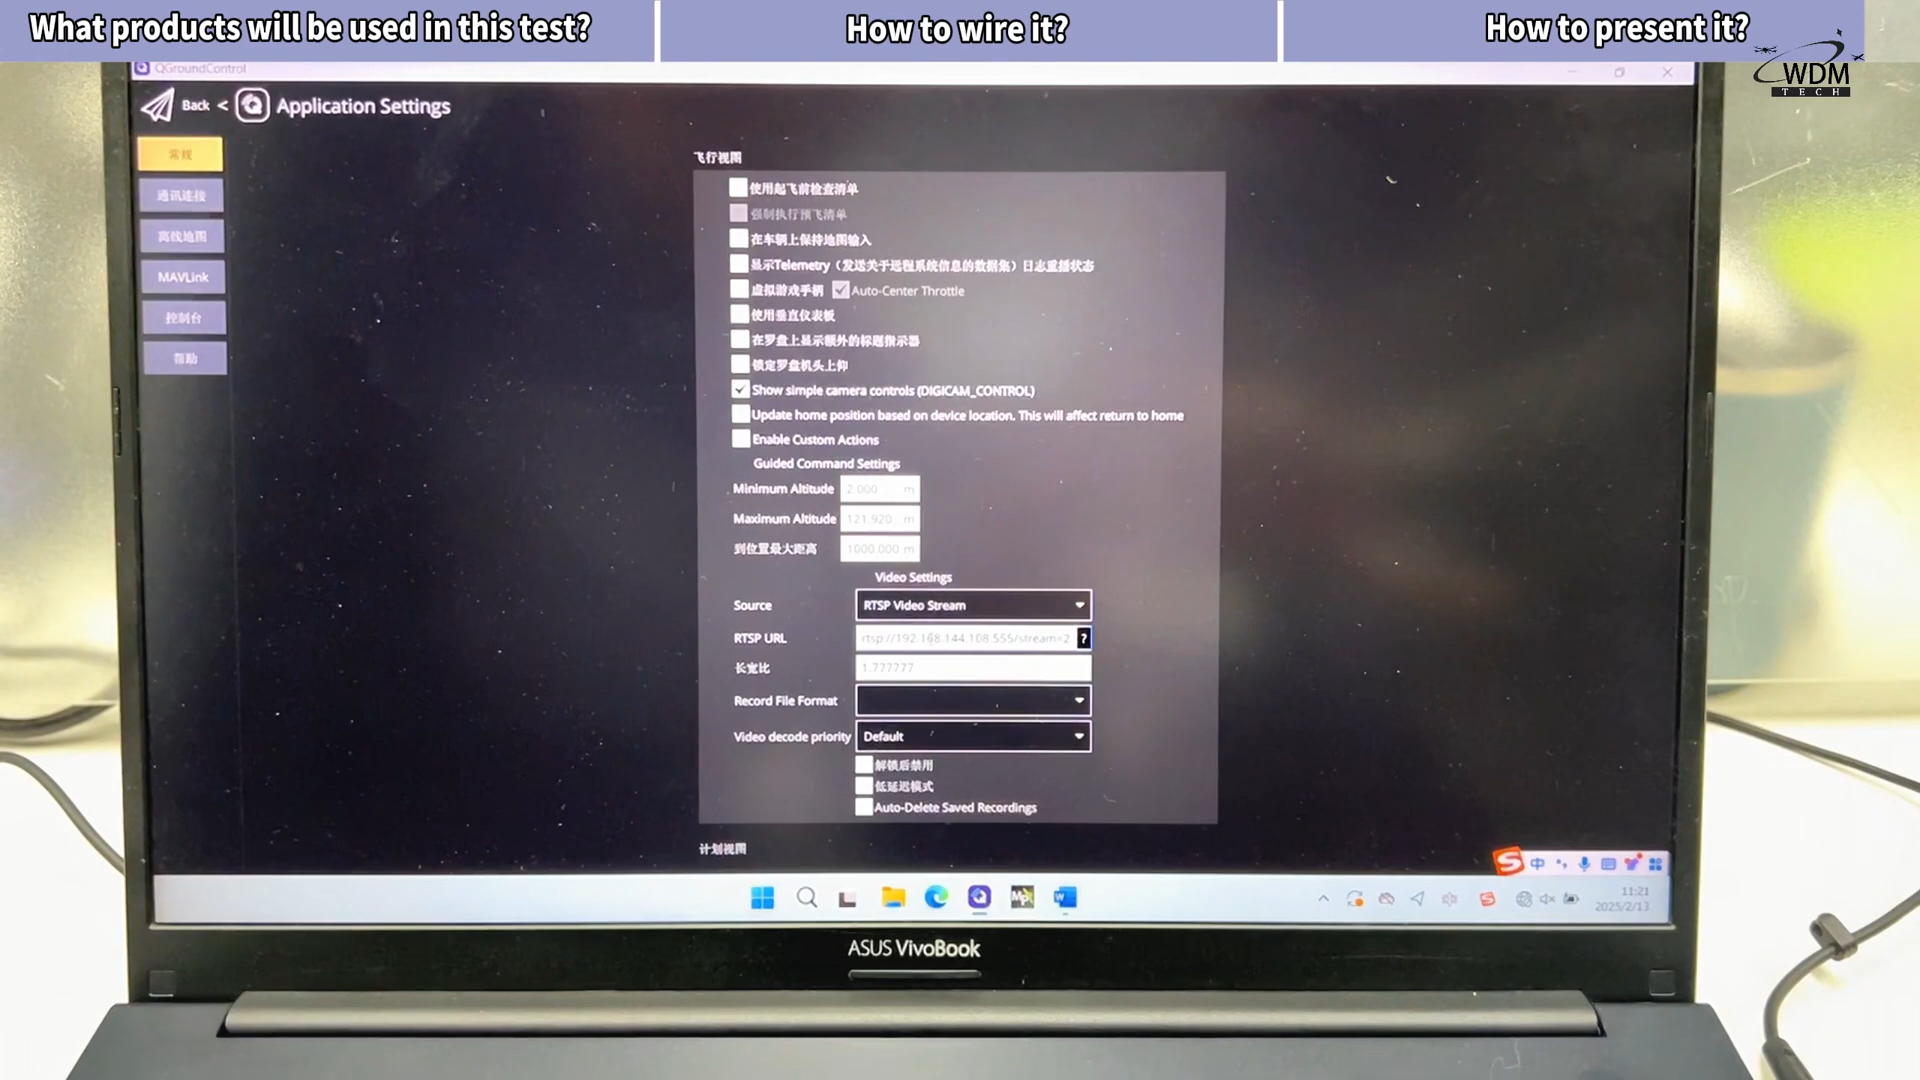 What products will be used in this test?
How to wire it?
How to present it?
WDM
TECH
QGroundControl
Back < Application Settings
常规
通讯连接
离线地图
MAVLink
控制台
帮助
飞行视图
使用起飞前检查清单
强制执行预飞清单
在车辆上保持地图输入
显示Telemetry（发送关于远程系统信息的数据集）日志重播状态
虚拟游戏手柄 Auto-Center Throttle
使用垂直仪表板
在罗盘上显示额外的标题指示器
锁定罗盘机头上仰
Show simple camera controls (DIGICAM_CONTROL)
Update home position based on device location. This will affect return to home
Enable Custom Actions
Guided Command Settings
Minimum Altitude 2.000 m
Maximum Altitude 121.920 m
到位置最大距离 1000.000 m
Video Settings
Source RTSP Video Stream
RTSP URL rtsp://192.168.144.108:555/stream=2 ?
长宽比 1.777777
Record File Format
Video decode priority Default
解锁后禁用
低延迟模式
Auto-Delete Saved Recordings
计划视图
S 中
Mp W
11:21
2025/2/13
ASUS VivoBook